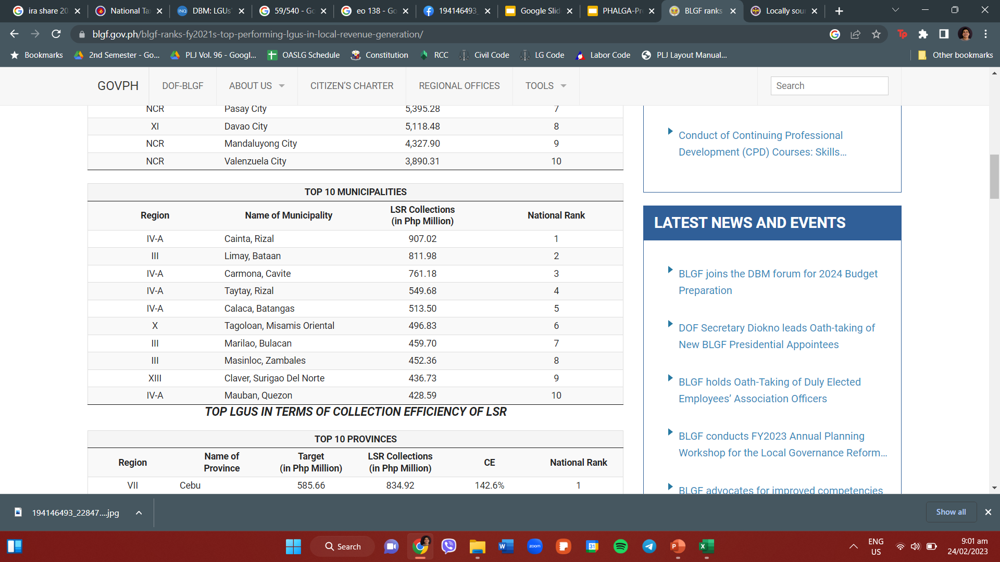 ira share 20
National Ta
DBM: LGUs'
59/540 - Go
eo 138 - Go
194146493_
Google Slid
PHALGA-Pr
BLGF ranks
Locally sou
blgf.gov.ph/blgf-ranks-fy2021s-top-performing-lgus-in-local-revenue-generation/
Bookmarks
2nd Semester - Go...
PLJ Vol. 96 - Googl...
OASLG Schedule
Constitution
RCC
Civil Code
LG Code
Labor Code
PLJ Layout Manual...
Other bookmarks
GOVPH
DOF-BLGF
ABOUT US
CITIZEN'S CHARTER
REGIONAL OFFICES
TOOLS
Search
NCR Pasay City 5,395.28 7
XI Davao City 5,118.48 8
NCR Mandaluyong City 4,327.90 9
NCR Valenzuela City 3,890.31 10
TOP 10 MUNICIPALITIES
Region Name of Municipality LSR Collections (in Php Million) National Rank
IV-A Cainta, Rizal 907.02 1
III Limay, Bataan 811.98 2
IV-A Carmona, Cavite 761.18 3
IV-A Taytay, Rizal 549.68 4
IV-A Calaca, Batangas 513.50 5
X Tagoloan, Misamis Oriental 496.83 6
III Marilao, Bulacan 459.70 7
III Masinloc, Zambales 452.36 8
XIII Claver, Surigao Del Norte 436.73 9
IV-A Mauban, Quezon 428.59 10
TOP LGUS IN TERMS OF COLLECTION EFFICIENCY OF LSR
TOP 10 PROVINCES
Region Name of Province Target (in Php Million) LSR Collections (in Php Million) CE National Rank
VII Cebu 585.66 834.92 142.6% 1
Conduct of Continuing Professional
Development (CPD) Courses: Skills...
LATEST NEWS AND EVENTS
BLGF joins the DBM forum for 2024 Budget
Preparation
DOF Secretary Diokno leads Oath-taking of
New BLGF Presidential Appointees
BLGF holds Oath-Taking of Duly Elected
Employees' Association Officers
BLGF conducts FY2023 Annual Planning
Workshop for the Local Governance Reform...
BLGF advocates for improved competencies
194146493_22847....jpg
Show all
Search
zoom
31
ENG
US
9:01 am
24/02/2023